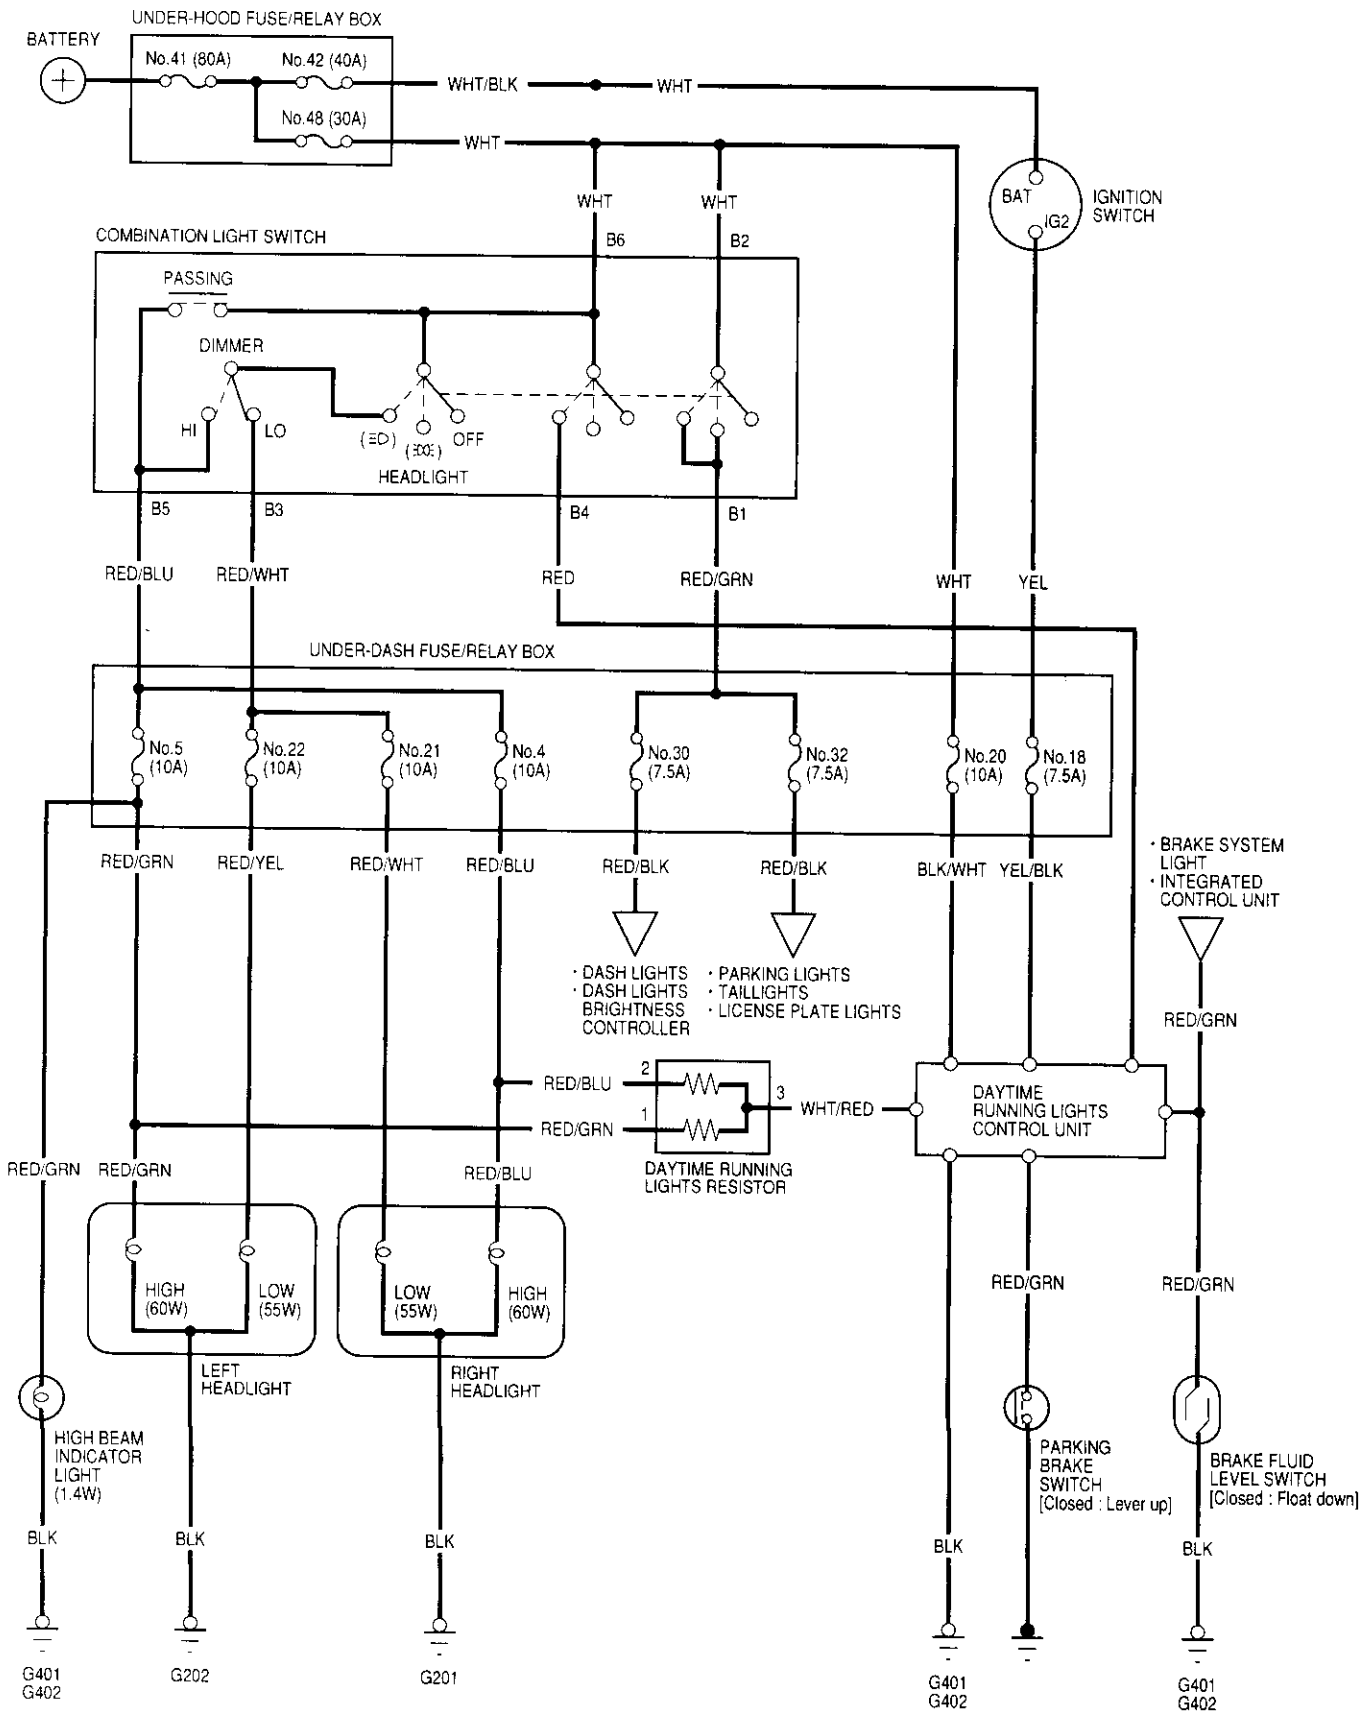 UNDER-HOOD FUSE/RELAY BOX
BATTERY
No.41 (80A)
No.42 (40A)
WHT/BLK
WHT
No.48 (30A)
WHT
BAT
IG2
IGNITION
SWITCH
WHT
WHT
COMBINATION LIGHT SWITCH
B6
B2
PASSING
DIMMER
HI
LO
OFF
HEADLIGHT
B5
B3
B4
B1
RED/BLU
RED/WHT
RED
RED/GRN
WHT
YEL
UNDER-DASH FUSE/RELAY BOX
No.5
(10A)
No.22
(10A)
No.21
(10A)
No.4
(10A)
No.30
(7.5A)
No.32
(7.5A)
No.20
(10A)
No.18
(7.5A)
RED/GRN
RED/YEL
RED/WHT
RED/BLU
RED/BLK
RED/BLK
BLK/WHT
YEL/BLK
· BRAKE SYSTEM
LIGHT
· INTEGRATED
CONTROL UNIT
· DASH LIGHTS
· DASH LIGHTS
BRIGHTNESS
CONTROLLER
· PARKING LIGHTS
· TAILLIGHTS
· LICENSE PLATE LIGHTS
RED/GRN
RED/BLU
2
3
WHT/RED
DAYTIME
RUNNING LIGHTS
CONTROL UNIT
RED/GRN
1
DAYTIME RUNNING
LIGHTS RESISTOR
RED/GRN
RED/GRN
RED/BLU
HIGH
(60W)
LOW
(55W)
LOW
(55W)
HIGH
(60W)
RED/GRN
RED/GRN
LEFT
HEADLIGHT
RIGHT
HEADLIGHT
HIGH BEAM
INDICATOR
LIGHT
(1.4W)
PARKING
BRAKE
SWITCH
[Closed : Lever up]
BRAKE FLUID
LEVEL SWITCH
[Closed : Float down]
BLK
BLK
BLK
BLK
BLK
G401
G402
G202
G201
G401
G402
G401
G402